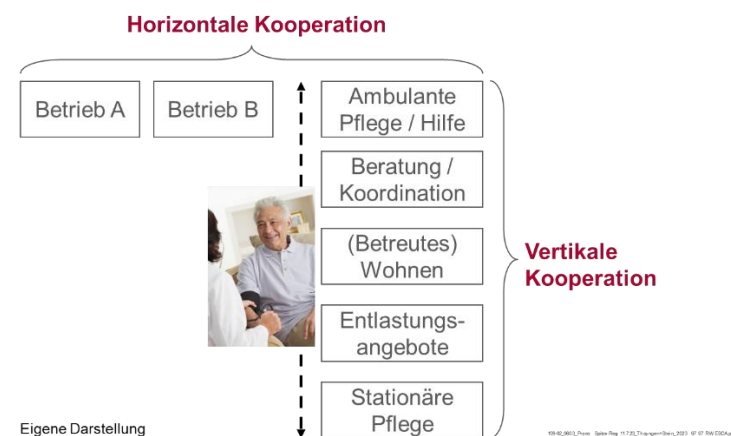 Horizontale Kooperation
Betrieb A
Betrieb B
Ambulante
Pflege / Hilfe
Beratung /
Koordination
(Betreutes)
Wohnen
Vertikale
Kooperation
Entlastungs-
angebote
Stationäre
Pflege
Eigene Darstellung